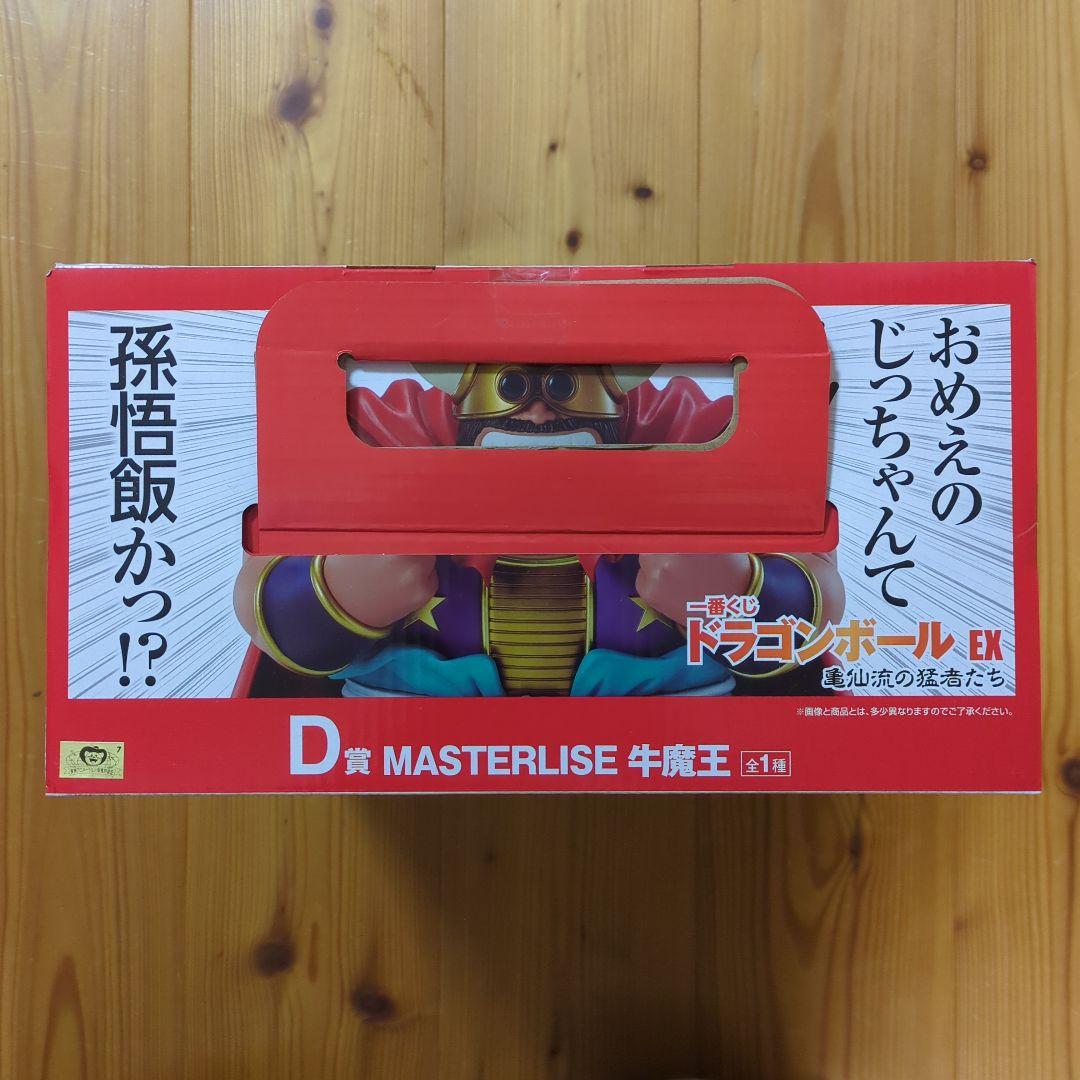 おめえの
じっちゃんて
孫悟飯かっ!?
一番くじ
ドラゴンボール EX
亀仙流の猛者たち
※画像と商品とは、多少異なりますのでご了承ください。
D賞 MASTERLISE 牛魔王 全1種
7